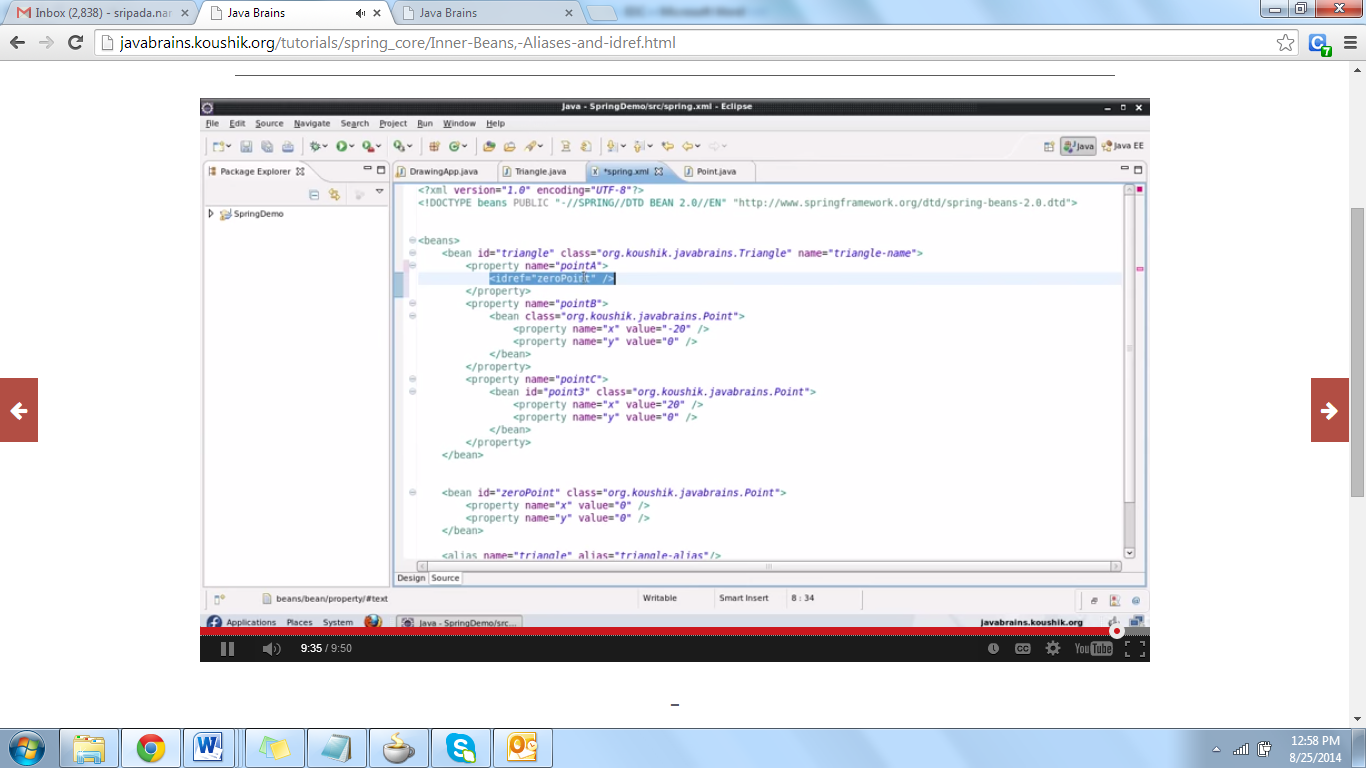 Inbox (2,838) - sripada.nar
Java Brains
Java Brains
javabrains.koushik.org/tutorials/spring_core/Inner-Beans,-Aliases-and-idref.html
7
Java - SpringDemo/src/spring.xml - Eclipse
File Edit Source Navigate Search Project Run Window Help
Java Java EE
Package Explorer
DrawingApp.java Triangle.java *spring.xml Point.java
SpringDemo
<?xml version="1.0" encoding="UTF-8"?>
<!DOCTYPE beans PUBLIC "-//SPRING//DTD BEAN 2.0//EN" "http://www.springframework.org/dtd/spring-beans-2.0.dtd">
<beans>
<bean id="triangle" class="org.koushik.javabrains.Triangle" name="triangle-name">
<property name="pointA">
<idref="zeroPoint" />
</property>
<property name="pointB">
<bean class="org.koushik.javabrains.Point">
<property name="x" value="-20" />
<property name="y" value="0" />
</bean>
</property>
<property name="pointC">
<bean id="point3" class="org.koushik.javabrains.Point">
<property name="x" value="20" />
<property name="y" value="0" />
</bean>
</property>
</bean>
<bean id="zeroPoint" class="org.koushik.javabrains.Point">
<property name="x" value="0" />
<property name="y" value="0" />
</bean>
<alias name="triangle" alias="triangle-alias"/>
Design Source
beans/bean/property/#text
Writable
Smart Insert
8 : 34
Applications Places System
Java - SpringDemo/src...
javabrains.koushik.org
9:35 / 9:50
CC
YouTube
12:58 PM
8/25/2014